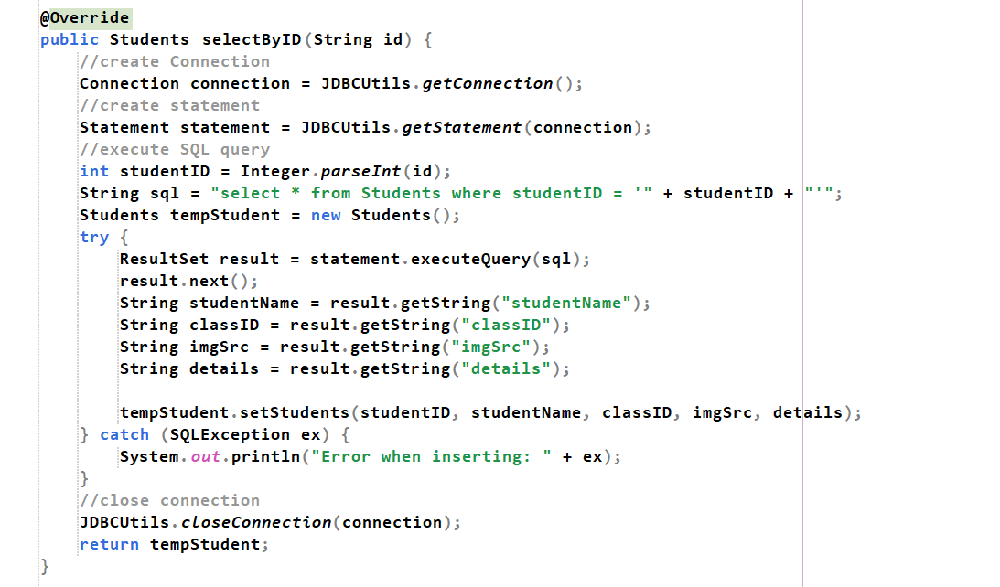 @Override
public Students selectByID(String id) {
//create Connection
Connection connection = JDBCUtils.getConnection();
//create statement
Statement statement = JDBCUtils.getStatement(connection);
//execute SQL query
int studentID = Integer.parseInt(id);
String sql = "select * from Students where studentID = '" + studentID + "'";
Students tempStudent = new Students();
try {
ResultSet result = statement.executeQuery(sql);
result.next();
String studentName = result.getString("studentName");
String classID = result.getString("classID");
String imgSrc = result.getString("imgSrc");
String details = result.getString("details");
tempStudent.setStudents(studentID, studentName, classID, imgSrc, details);
} catch (SQLException ex) {
System.out.println("Error when inserting: " + ex);
}
//close connection
JDBCUtils.closeConnection(connection);
return tempStudent;
}